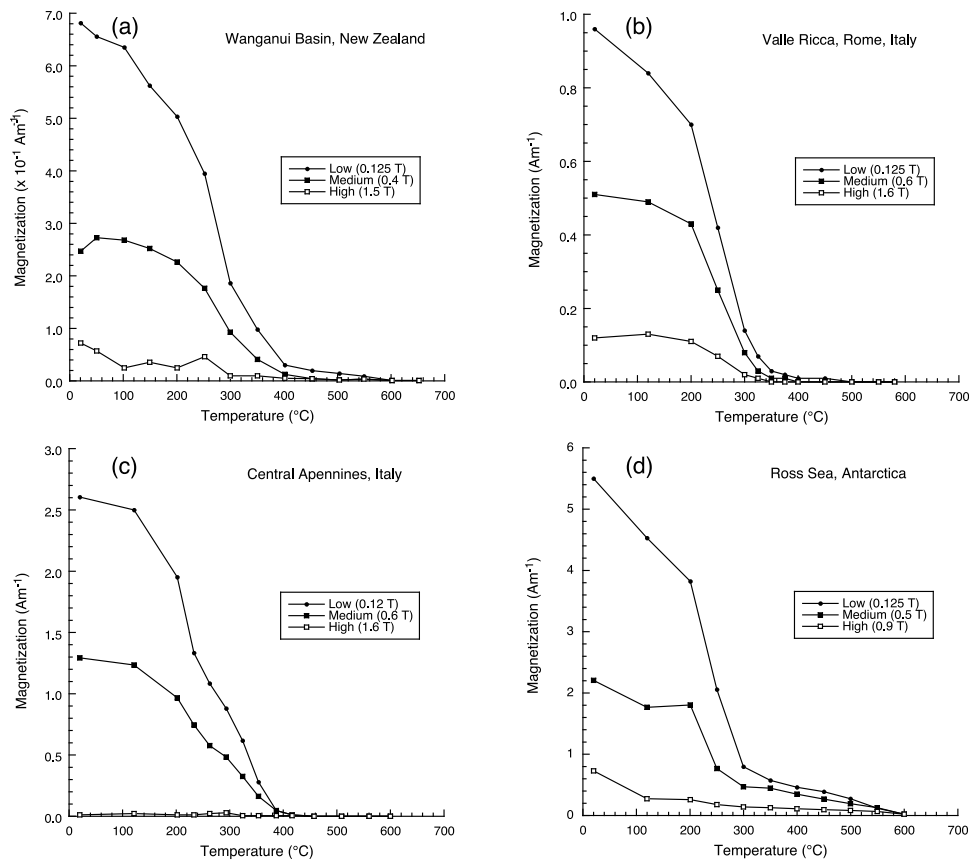 (a)
Wanganui Basin, New Zealand
Magnetization (x 10⁻¹ Am⁻¹)
7.0
6.0
5.0
4.0
3.0
2.0
1.0
0.0
Low (0.125 T)
Medium (0.4 T)
High (1.5 T)
0 100 200 300 400 500 600 700
Temperature (°C)
(b)
Valle Ricca, Rome, Italy
Magnetization (Am⁻¹)
1.0
0.8
0.6
0.4
0.2
0.0
Low (0.125 T)
Medium (0.6 T)
High (1.6 T)
0 100 200 300 400 500 600 700
Temperature (°C)
(c)
Central Apennines, Italy
Magnetization (Am⁻¹)
3.0
2.5
2.0
1.5
1.0
0.5
0.0
Low (0.12 T)
Medium (0.6 T)
High (1.6 T)
0 100 200 300 400 500 600 700
Temperature (°C)
(d)
Ross Sea, Antarctica
Magnetization (Am⁻¹)
6
5
4
3
2
1
0
Low (0.125 T)
Medium (0.5 T)
High (0.9 T)
0 100 200 300 400 500 600 700
Temperature (°C)